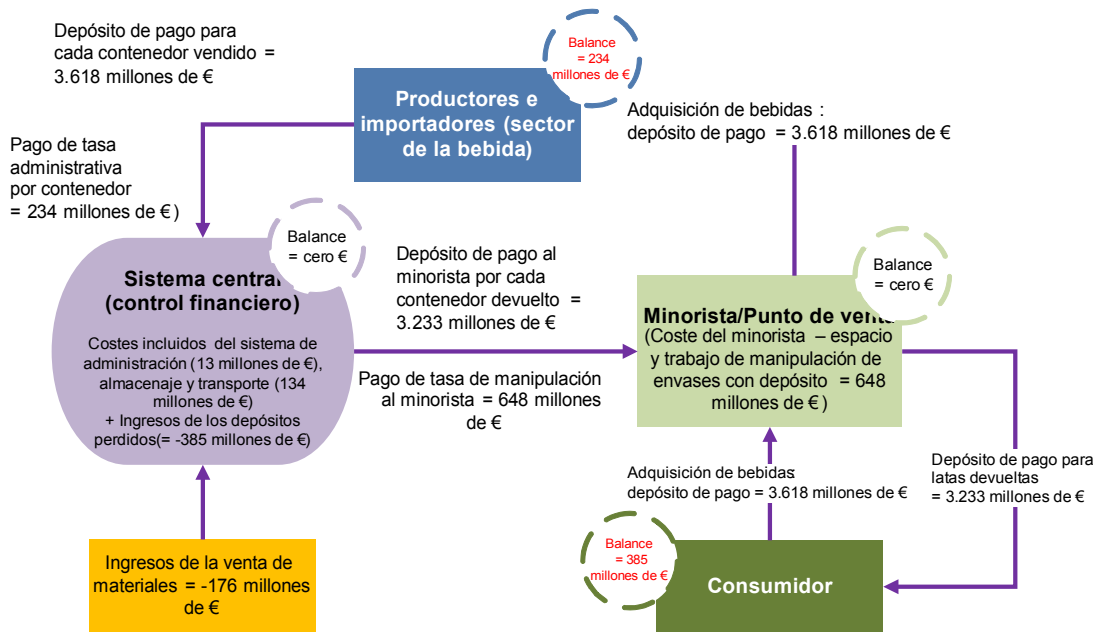 Depósito de pago para
cada contenedor vendido =
3.618 millones de €
Balance
= 234
millones de €
Productores e
importadores (sector
de la bebida)
Adquisición de bebidas :
depósito de pago = 3.618 millones de €
Pago de tasa
administrativa
por contenedor
= 234 millones de €)
Balance
= cero €
Sistema central
(control financiero)
Costes incluidos del sistema de
administración (13 millones de €),
almacenaje y transporte (134
millones de €)
+ Ingresos de los depósitos
perdidos(= -385 millones de €)
Depósito de pago al
minorista por cada
contenedor devuelto =
3.233 millones de €
Pago de tasa de manipulación
al minorista = 648 millones
de €
Balance
= cero €
Minorista/Punto de venta
(Coste del minorista – espacio
y trabajo de manipulación de
envases con depósito = 648
millones de €)
Adquisición de bebidas:
depósito de pago = 3.618 millones de €
Depósito de pago para
latas devueltas
= 3.233 millones de €
Ingresos de la venta de
materiales = -176 millones
de €
Balance
= 385
millones de €
Consumidor